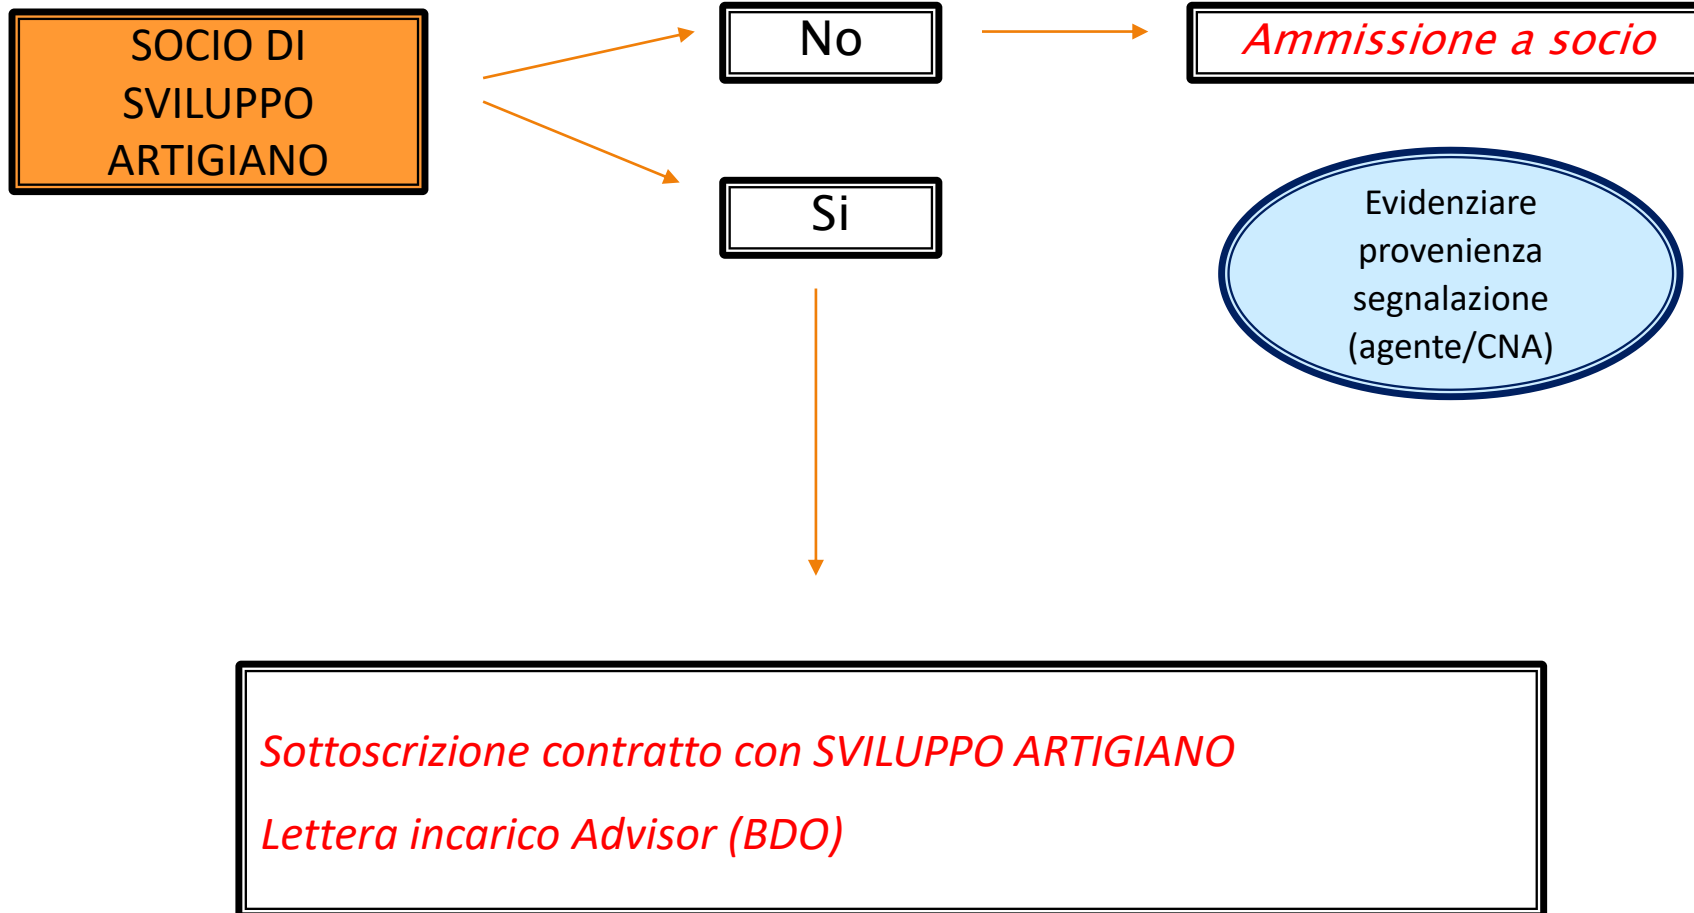 SOCIO DI
SVILUPPO
ARTIGIANO
No
Ammissione a socio
Si
Evidenziare
provenienza
segnalazione
(agente/CNA)
Sottoscrizione contratto con SVILUPPO ARTIGIANO
Lettera incarico Advisor (BDO)